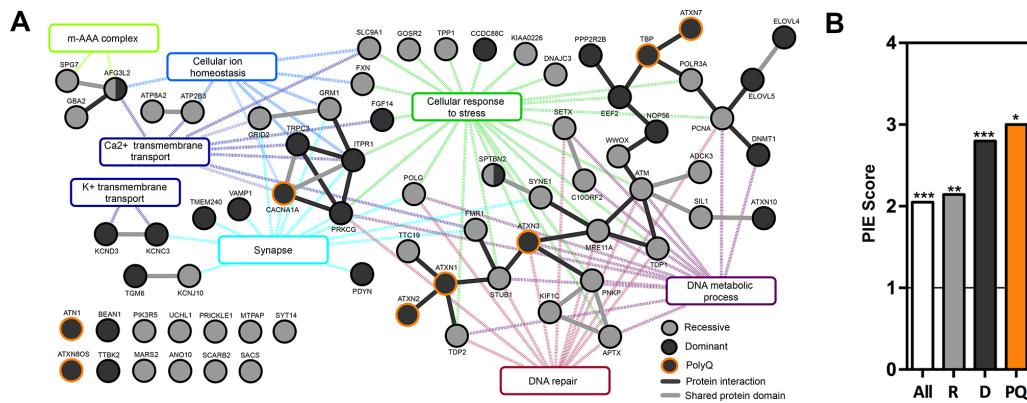 A
B
m-AAA complex
SPG7
AFG3L2
GBA2
Cellular ion
homeostasis
ATP8A2
ATP2B3
SLC9A1
GOSR2
TPP1
CCDC88C
KIAA0226
DNAJC3
FXN
FGF14
GRM1
GRID2
TRPC3
ITPR1
CACNA1A
PRKCG
Ca2+ transmembrane
transport
K+ transmembrane
transport
KCND3
KCNC3
VAMP1
TMEM240
Synapse
TGM6
KCNJ10
PDYN
Cellular response
to stress
PPP2R2B
TBP
ATXN7
ELOVL4
POLR3A
ELOVL5
EEF2
NOP56
PCNA
DNMT1
SETX
WWOX
ADCK3
SPTBN2
SYNE1
C10ORF2
ATM
SIL1
ATXN10
POLG
FMR1
ATXN3
MRE11A
TDP1
TTC19
ATXN1
STUB1
ATXN2
TDP2
KIF1C
PNKP
APTX
DNA metabolic
process
DNA repair
ATN1
BEAN1
PIK3R5
UCHL1
PRICKLE1
MTPAP
SYT14
ATXN8OS
TTBK2
MARS2
ANO10
SCARB2
SACS
Recessive
Dominant
PolyQ
Protein interaction
Shared protein domain
PIE Score
4
3
2
1
0
***
**
***
*
All
R
D
PQ